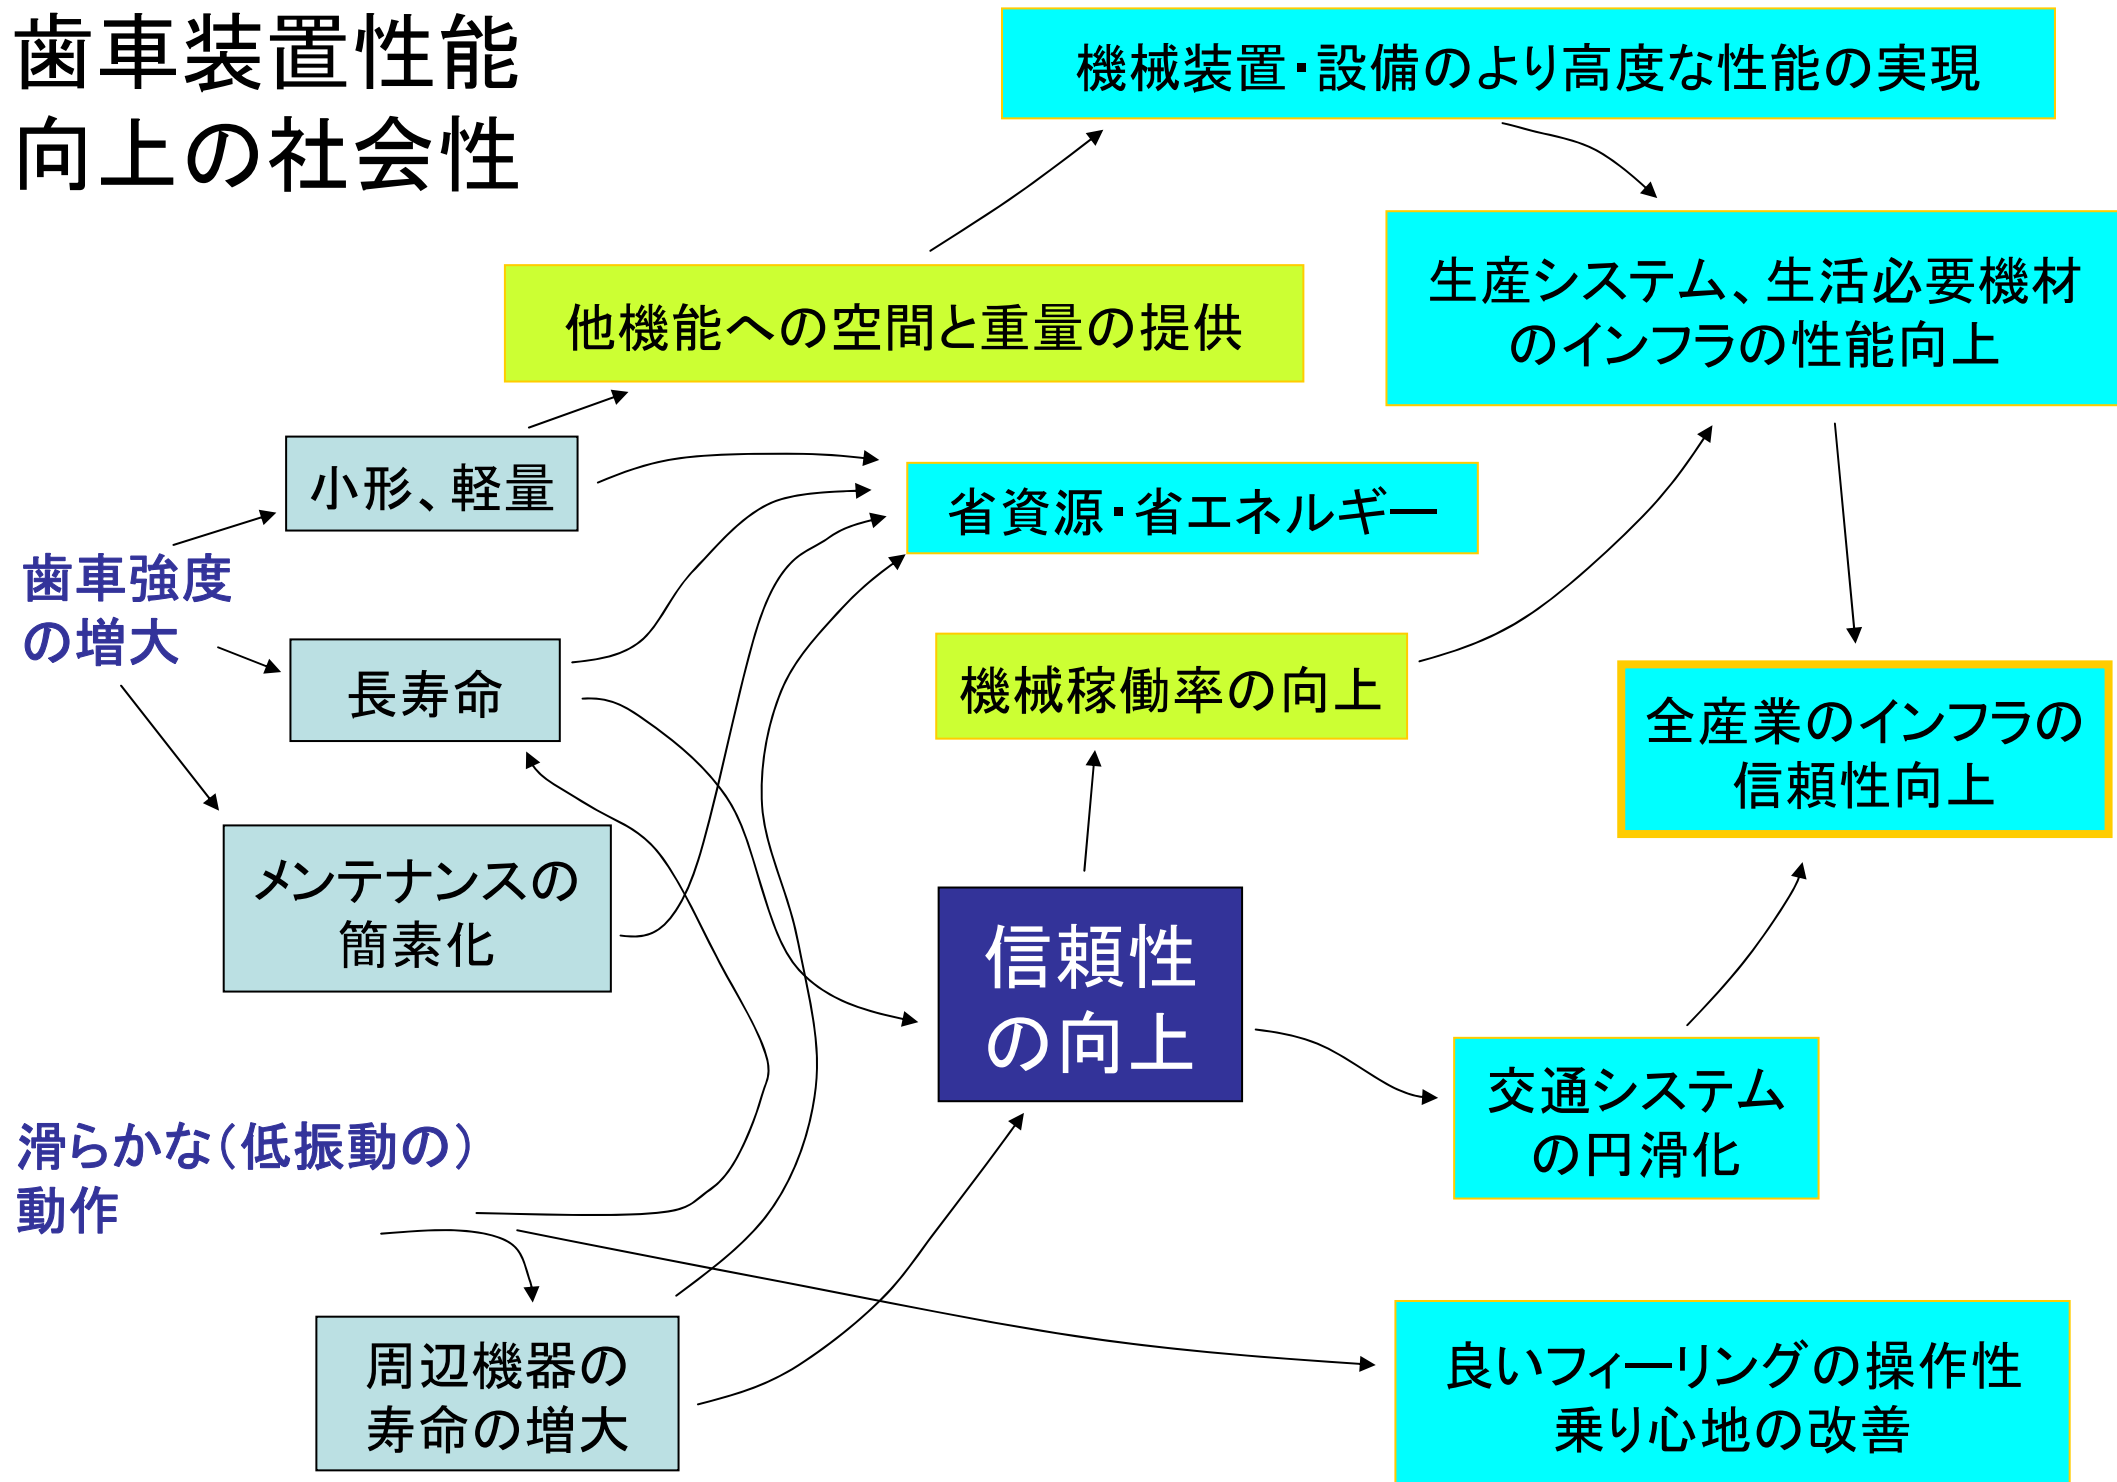 歯車装置性能
向上の社会性
機械装置・設備のより高度な性能の実現
生産システム、生活必要機材
のインフラの性能向上
他機能への空間と重量の提供
小形、軽量
省資源・省エネルギー
歯車強度
の増大
長寿命
機械稼働率の向上
全産業のインフラの
信頼性向上
メンテナンスの
簡素化
信頼性
の向上
交通システム
の円滑化
滑らかな（低振動の）
動作
周辺機器の
寿命の増大
良いフィーリングの操作性
乗り心地の改善